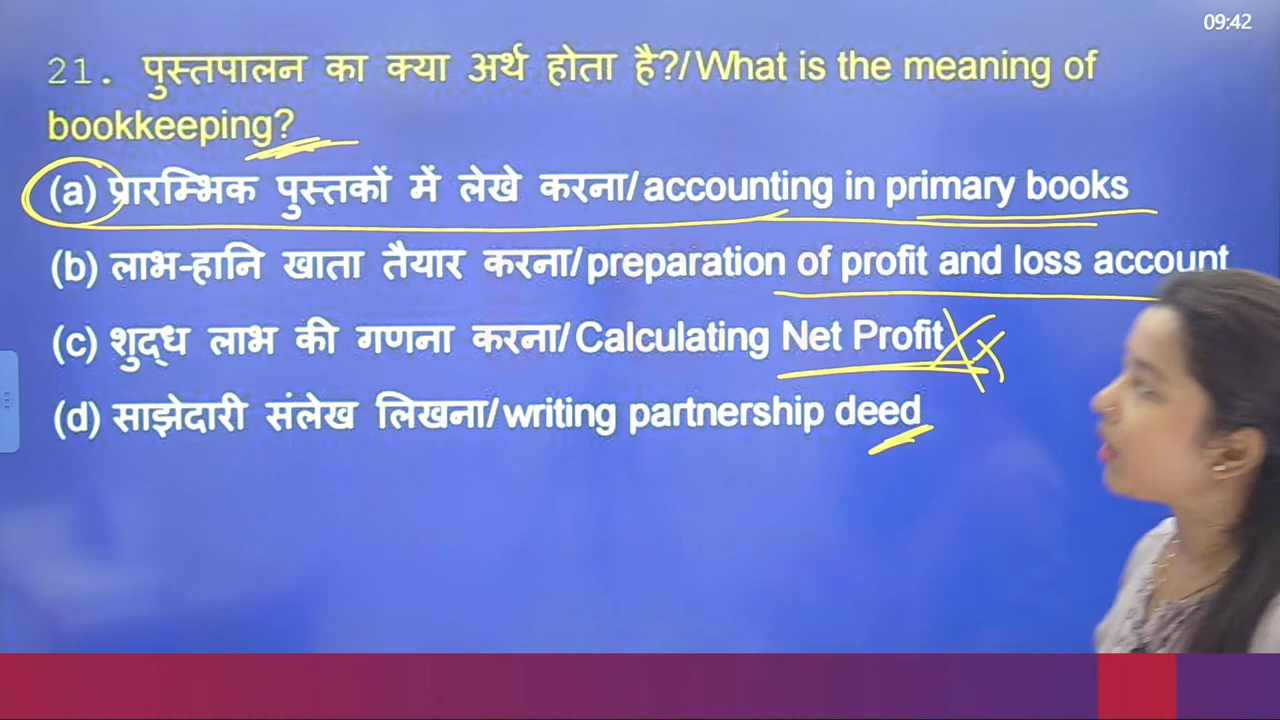 09:42
21. पुस्तपालन का क्या अर्थ होता है?/What is the meaning of
bookkeeping?
(a) प्रारम्भिक पुस्तकों में लेखे करना/accounting in primary books
(b) लाभ-हानि खाता तैयार करना/preparation of profit and loss account
(c) शुद्ध लाभ की गणना करना/Calculating Net Profit
(d) साझेदारी संलेख लिखना/writing partnership deed